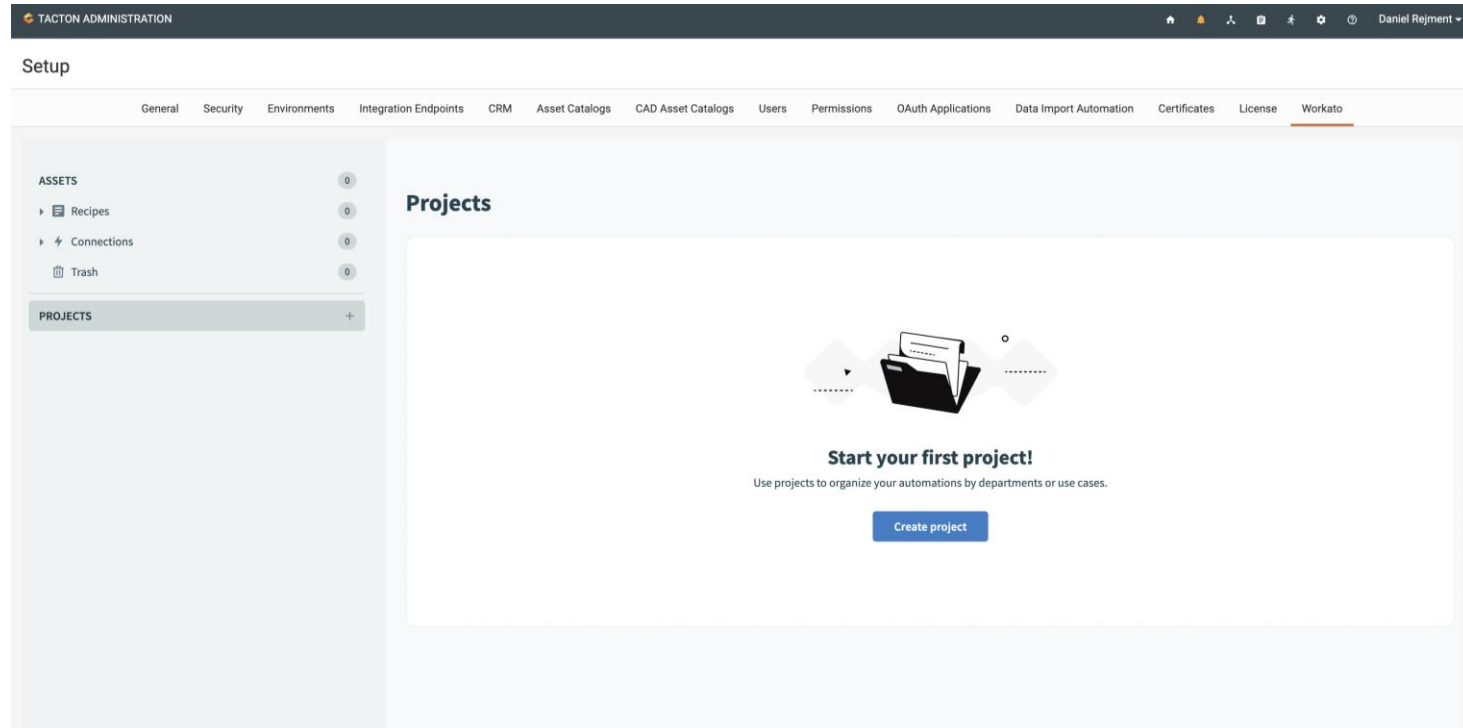 TACTON ADMINISTRATION
Daniel Rejment
Setup
General Security Environments Integration Endpoints CRM Asset Catalogs CAD Asset Catalogs Users Permissions OAuth Applications Data Import Automation Certificates License Workato
ASSETS 0
Recipes 0
Connections 0
Trash 0
PROJECTS +
Projects
Start your first project!
Use projects to organize your automations by departments or use cases.
Create project